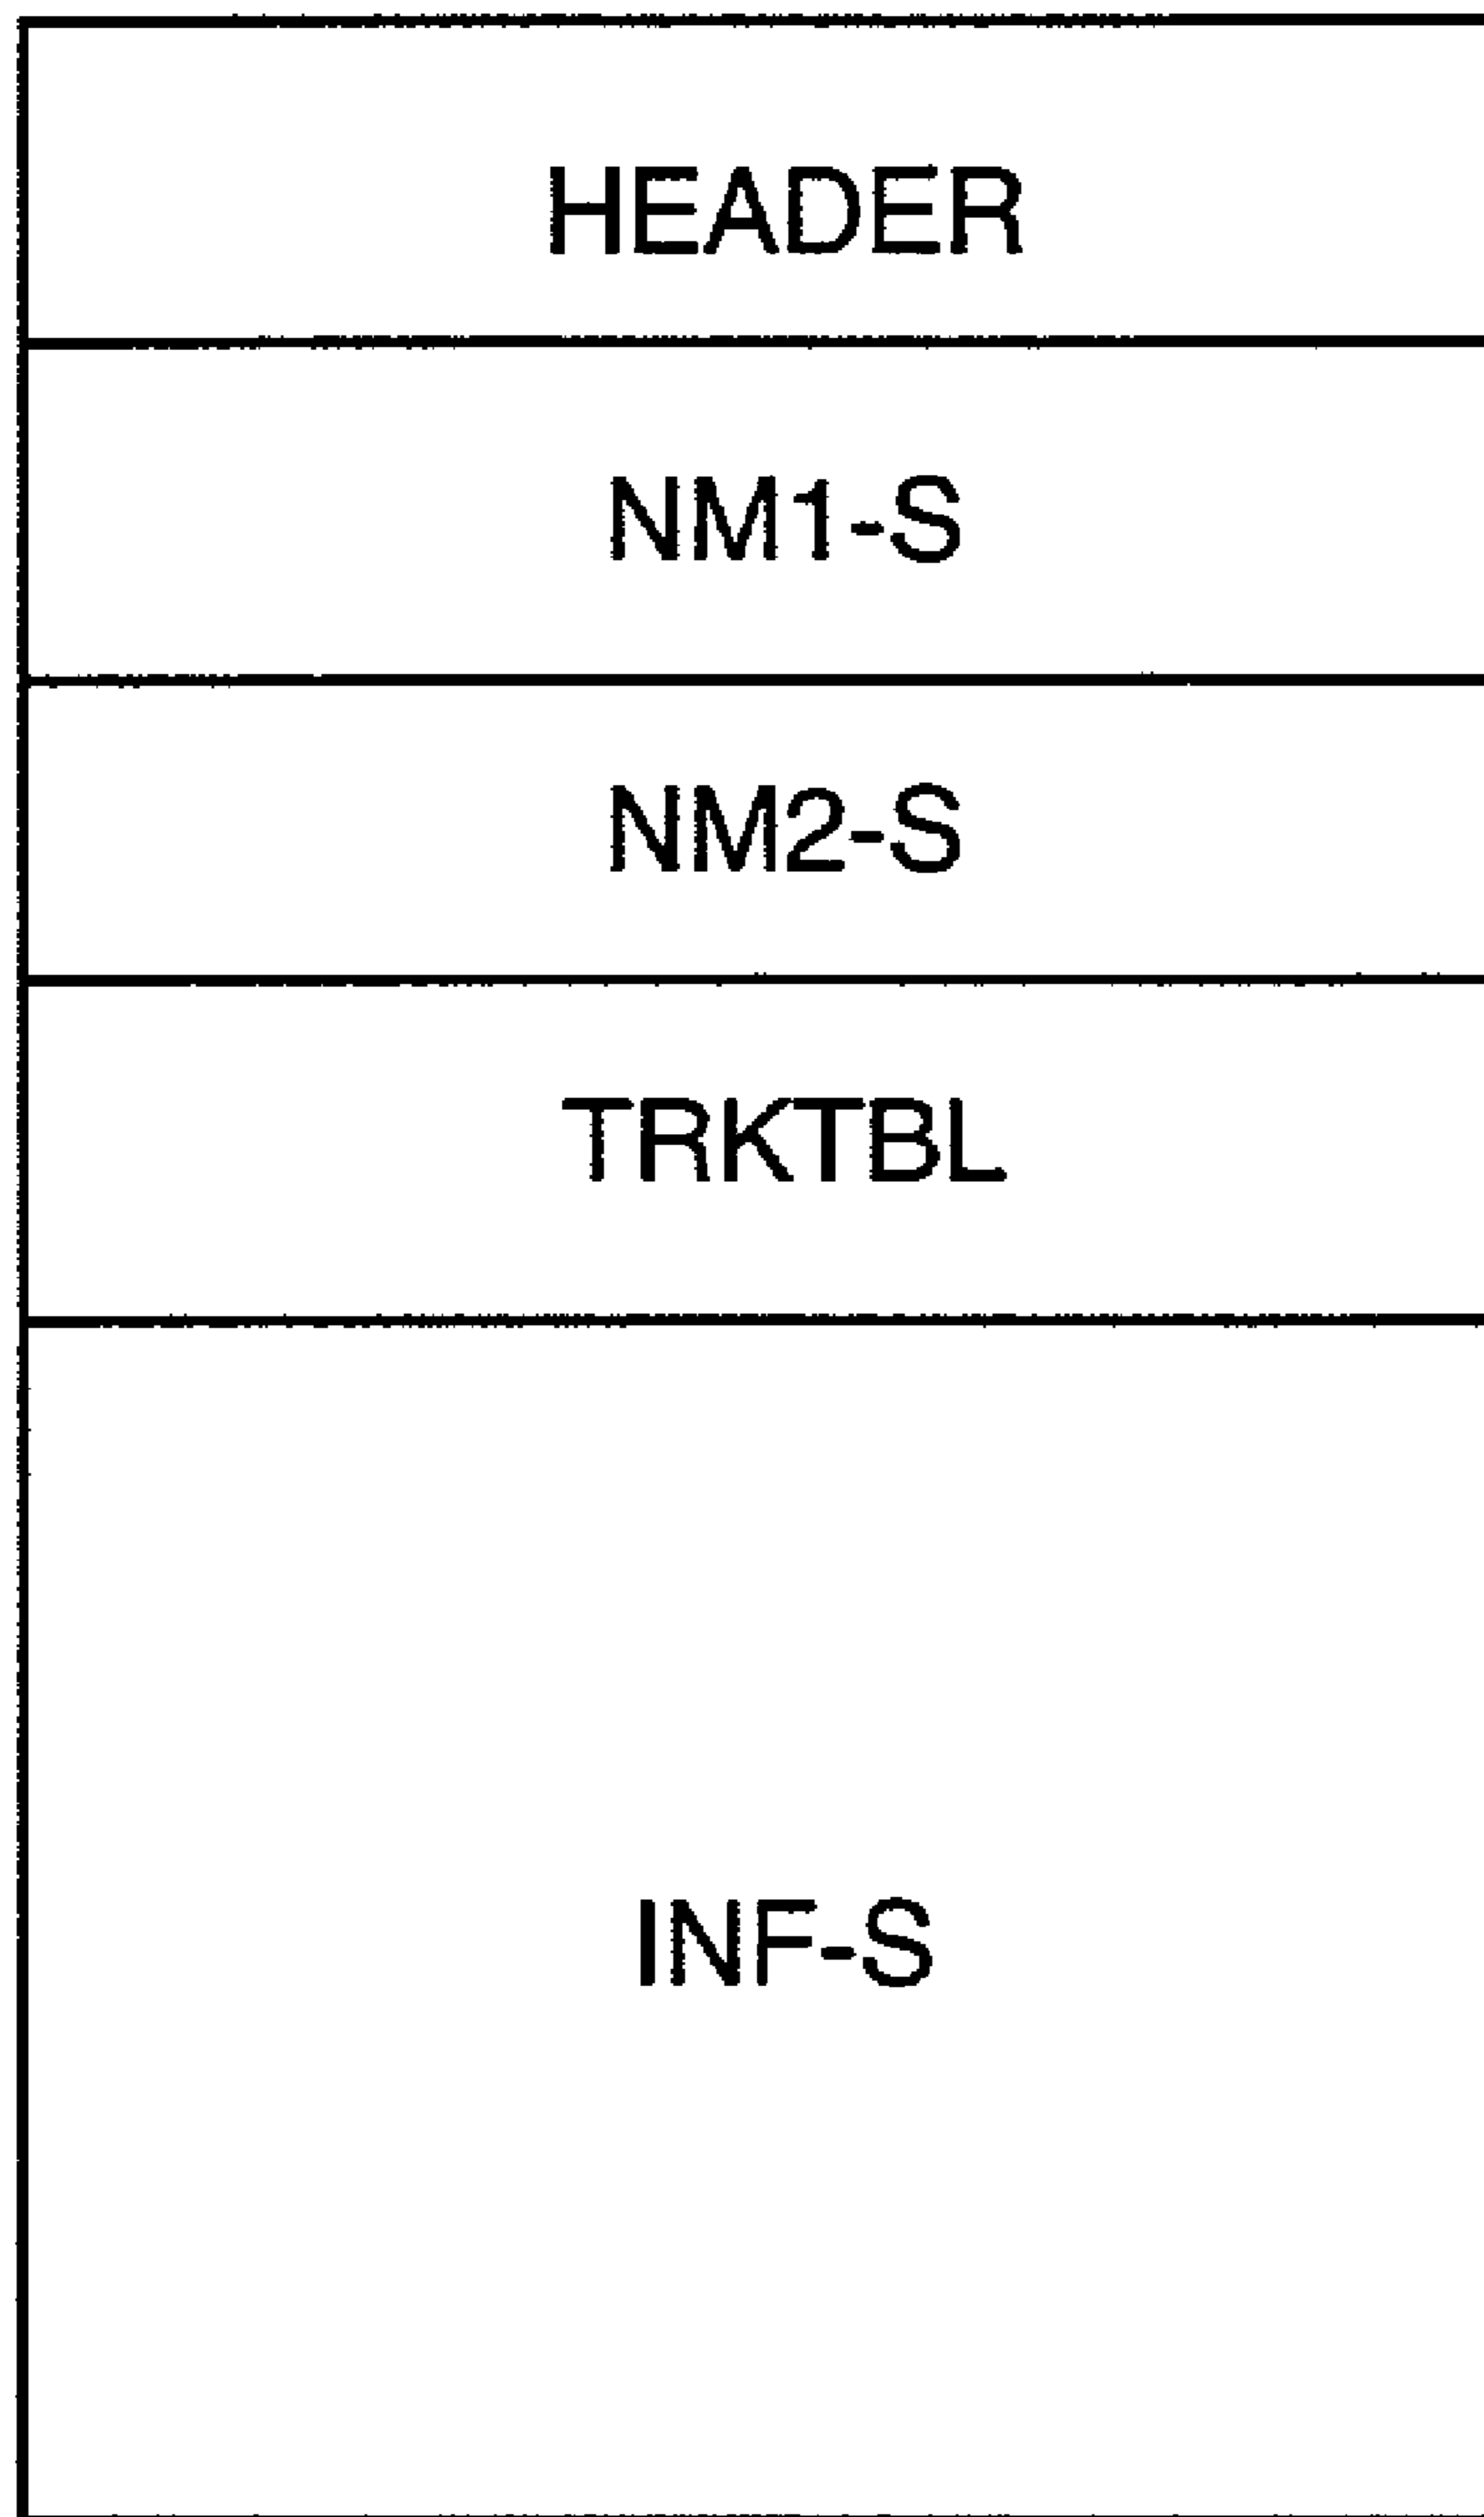 HEADER
NM1-S
NM2-S
TRKTBL
INF-S